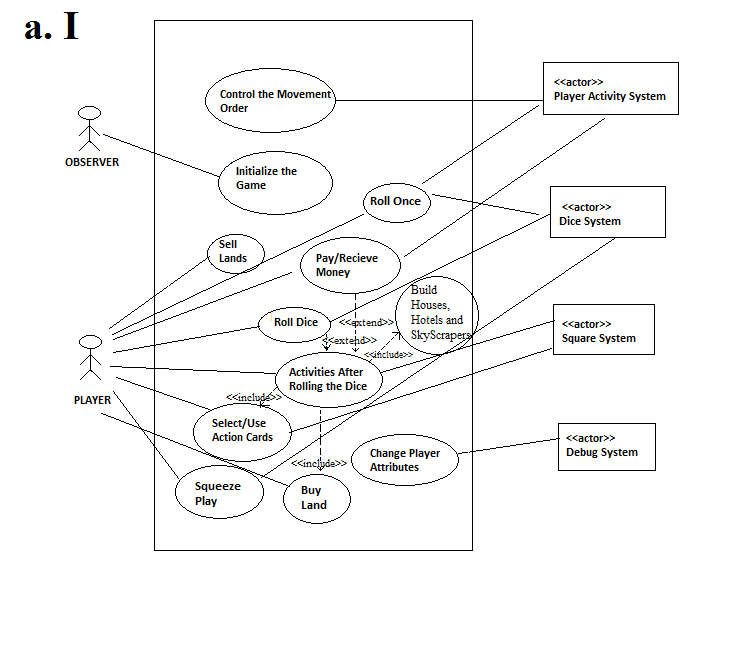 a. I
<<actor>>
Player Activity System
Control the Movement
Order
OBSERVER
Initialize the
Game
Roll Once
<<actor>>
Dice System
Sell
Lands
Pay/Recieve
Money
Build
Houses,
Hotels and
SkyScrapers
Roll Dice
<<extend>>
<<extend>>
<<include>>
<<actor>>
Square System
Activities After
Rolling the Dice
PLAYER
<<include>>
Select/Use
Action Cards
<<actor>>
Debug System
Change Player
Attributes
<<include>>
Squeeze
Play
Buy
Land